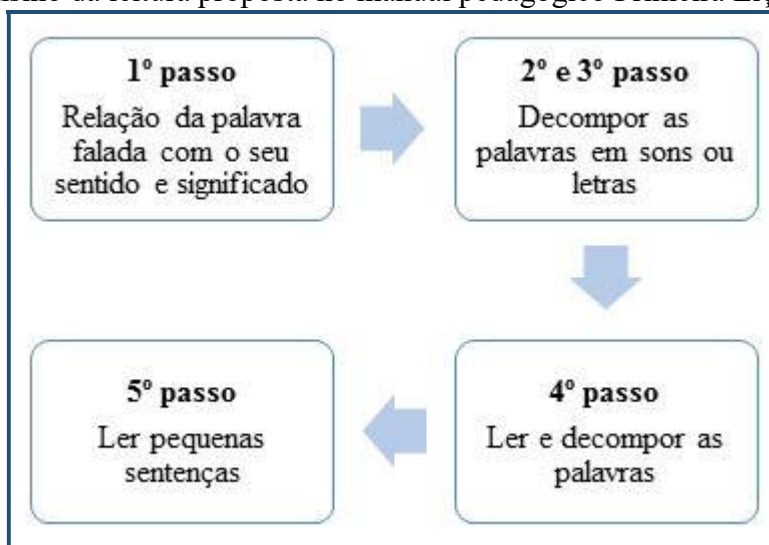 da leitura proposta no manual pedagógico Primeira
1º passo
Relação da palavra
falada com o seu
sentido e significado
2º e 3º passo
Decompor as
palavras em sons ou
letras
4º passo
Ler e decompor as
palavras
5º passo
Ler pequenas
sentenças